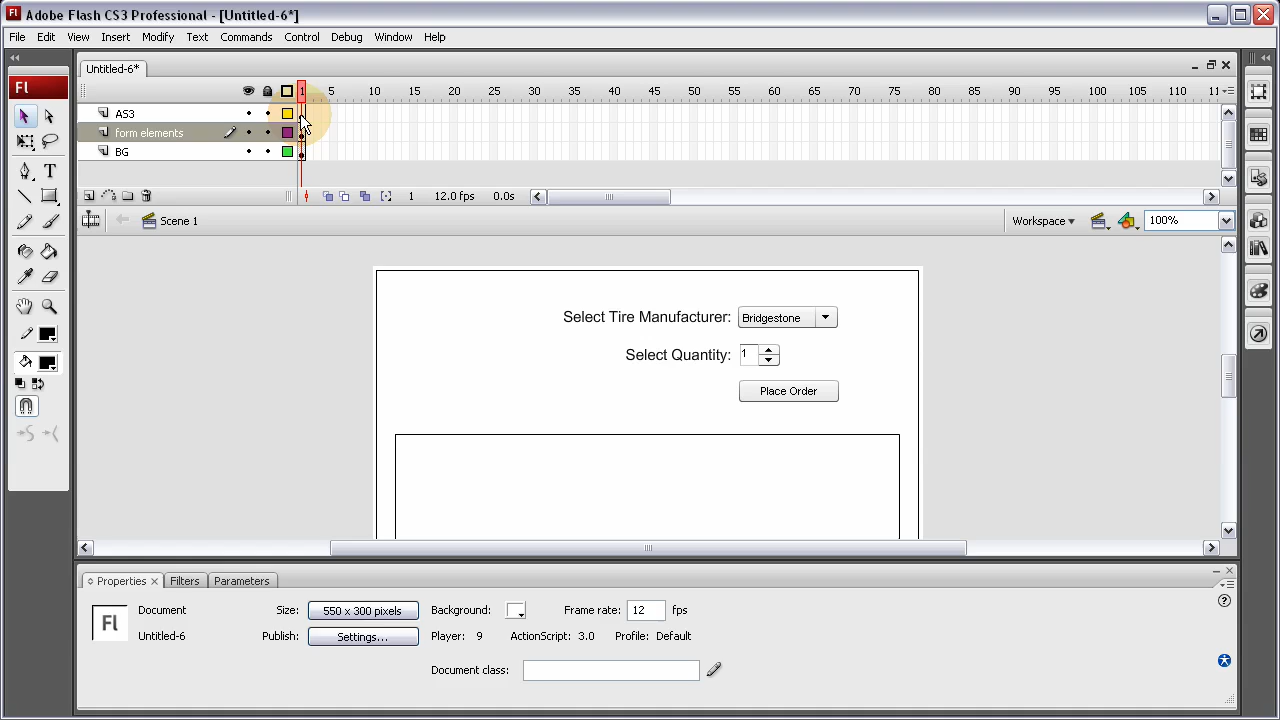 Fl Adobe Flash CS3 Professional - [Untitled-6*]
File Edit View Insert Modify Text Commands Control Debug Window Help
Untitled-6*
Fl
1 5 10 15 20 25 30 35 40 45 50 55 60 65 70 75 80 85 90 95 100 105 110 11
AS3
form elements
BG
1 12.0 fps 0.0s
Scene 1 Workspace 100%
Select Tire Manufacturer: Bridgestone
Select Quantity: 1
Place Order
Properties Filters Parameters
Document Size: 550 x 300 pixels Background: Frame rate: 12 fps
Fl
Untitled-6 Publish: Settings... Player: 9 ActionScript: 3.0 Profile: Default
Document class: